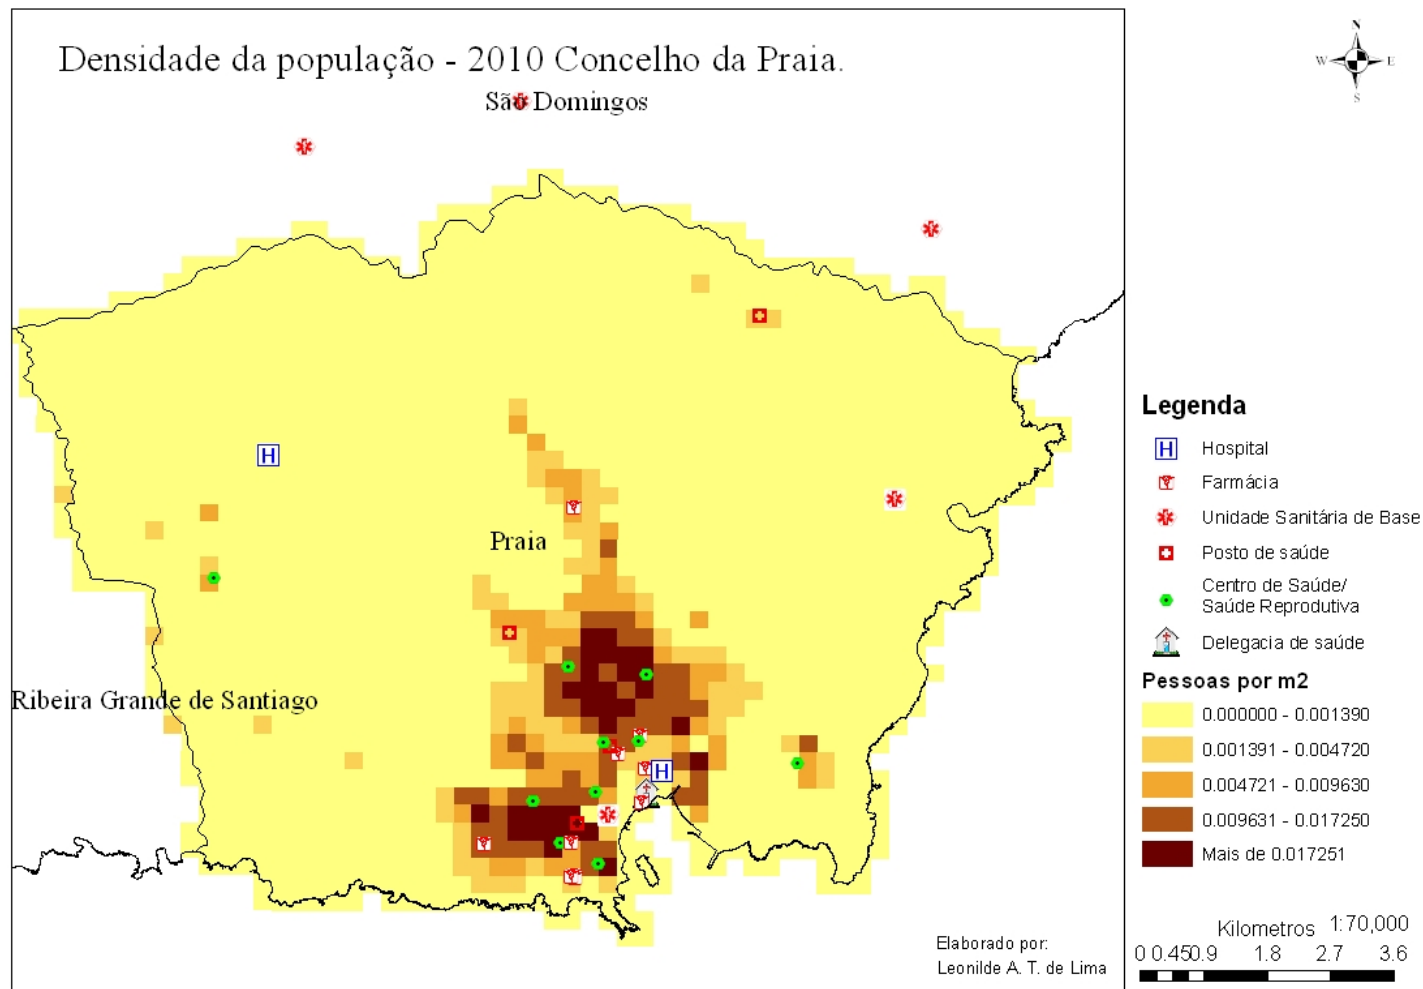 Densidade da população - 2010 Concelho da Praia.
São Domingos
Praia
Ribeira Grande de Santiago
Elaborado por:
Leonilde A. T. de Lima
N
W E
S
Legenda
H Hospital
Farmácia
Unidade Sanitária de Base
Posto de saúde
Centro de Saúde/
Saúde Reprodutiva
Delegacia de saúde
Pessoas por m2
0.000000 - 0.001390
0.001391 - 0.004720
0.004721 - 0.009630
0.009631 - 0.017250
Mais de 0.017251
Kilometros 1:70,000
0 0.45 0.9 1.8 2.7 3.6
H
H